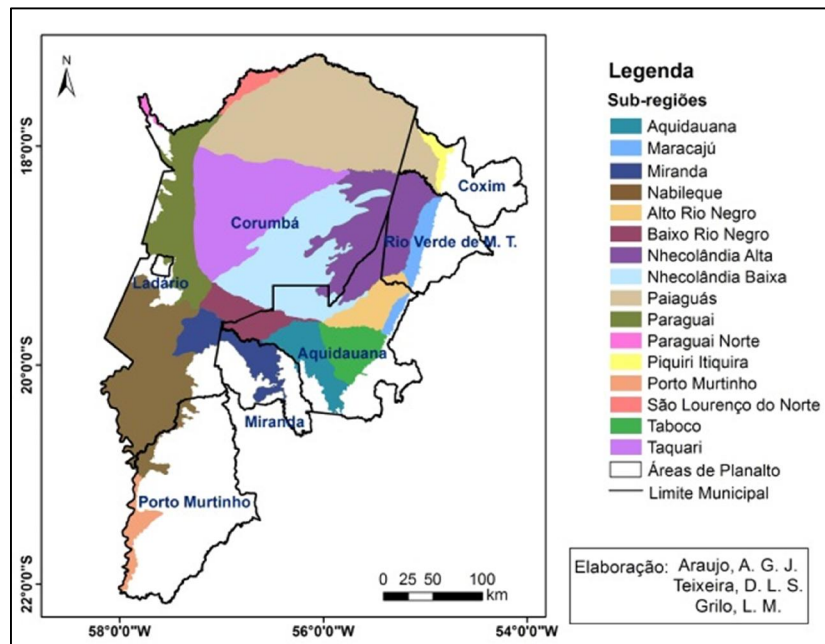 N
18°0'0"S
20°0'0"S
22°0'0"S
58°0'0"W
56°0'0"W
54°0'0"W
Coxim
Corumbá
Rio Verde de M. T.
Ladário
Aquidauana
Miranda
Porto Murtinho
0 25 50 100
km
Legenda
Sub-regiões
Aquidauana
Maracajú
Miranda
Nabileque
Alto Rio Negro
Baixo Rio Negro
Nhecolândia Alta
Nhecolândia Baixa
Paiaguás
Paraguai
Paraguai Norte
Piquiri Itiquira
Porto Murtinho
São Lourenço do Norte
Taboco
Taquari
Áreas de Planalto
Limite Municipal
Elaboração: Araujo, A. G. J.
Teixeira, D. L. S.
Grilo, L. M.